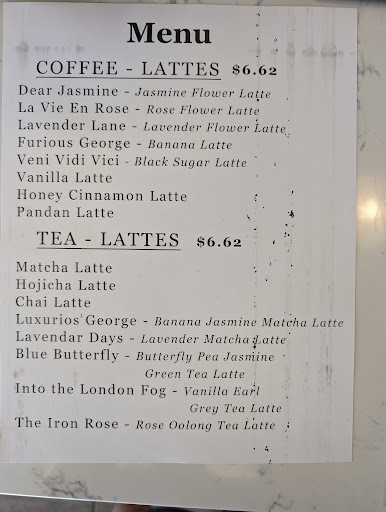 Menu
COFFEE - LATTES $6.62
Dear Jasmine - Jasmine Flower Latte
La Vie En Rose - Rose Flower Latte
Lavender Lane - Lavender Flower Latte
Furious George - Banana Latte
Veni Vidi Vici - Black Sugar Latte
Vanilla Latte
Honey Cinnamon Latte
Pandan Latte
TEA - LATTES $6.62
Matcha Latte
Hojicha Latte
Chai Latte
Luxurios George - Banana Jasmine Matcha Latte
Lavendar Days - Lavender Matcha Latte
Blue Butterfly - Butterfly Pea Jasmine
Green Tea Latte
Into the London Fog - Vanilla Earl
Grey Tea Latte
The Iron Rose - Rose Oolong Tea Latte